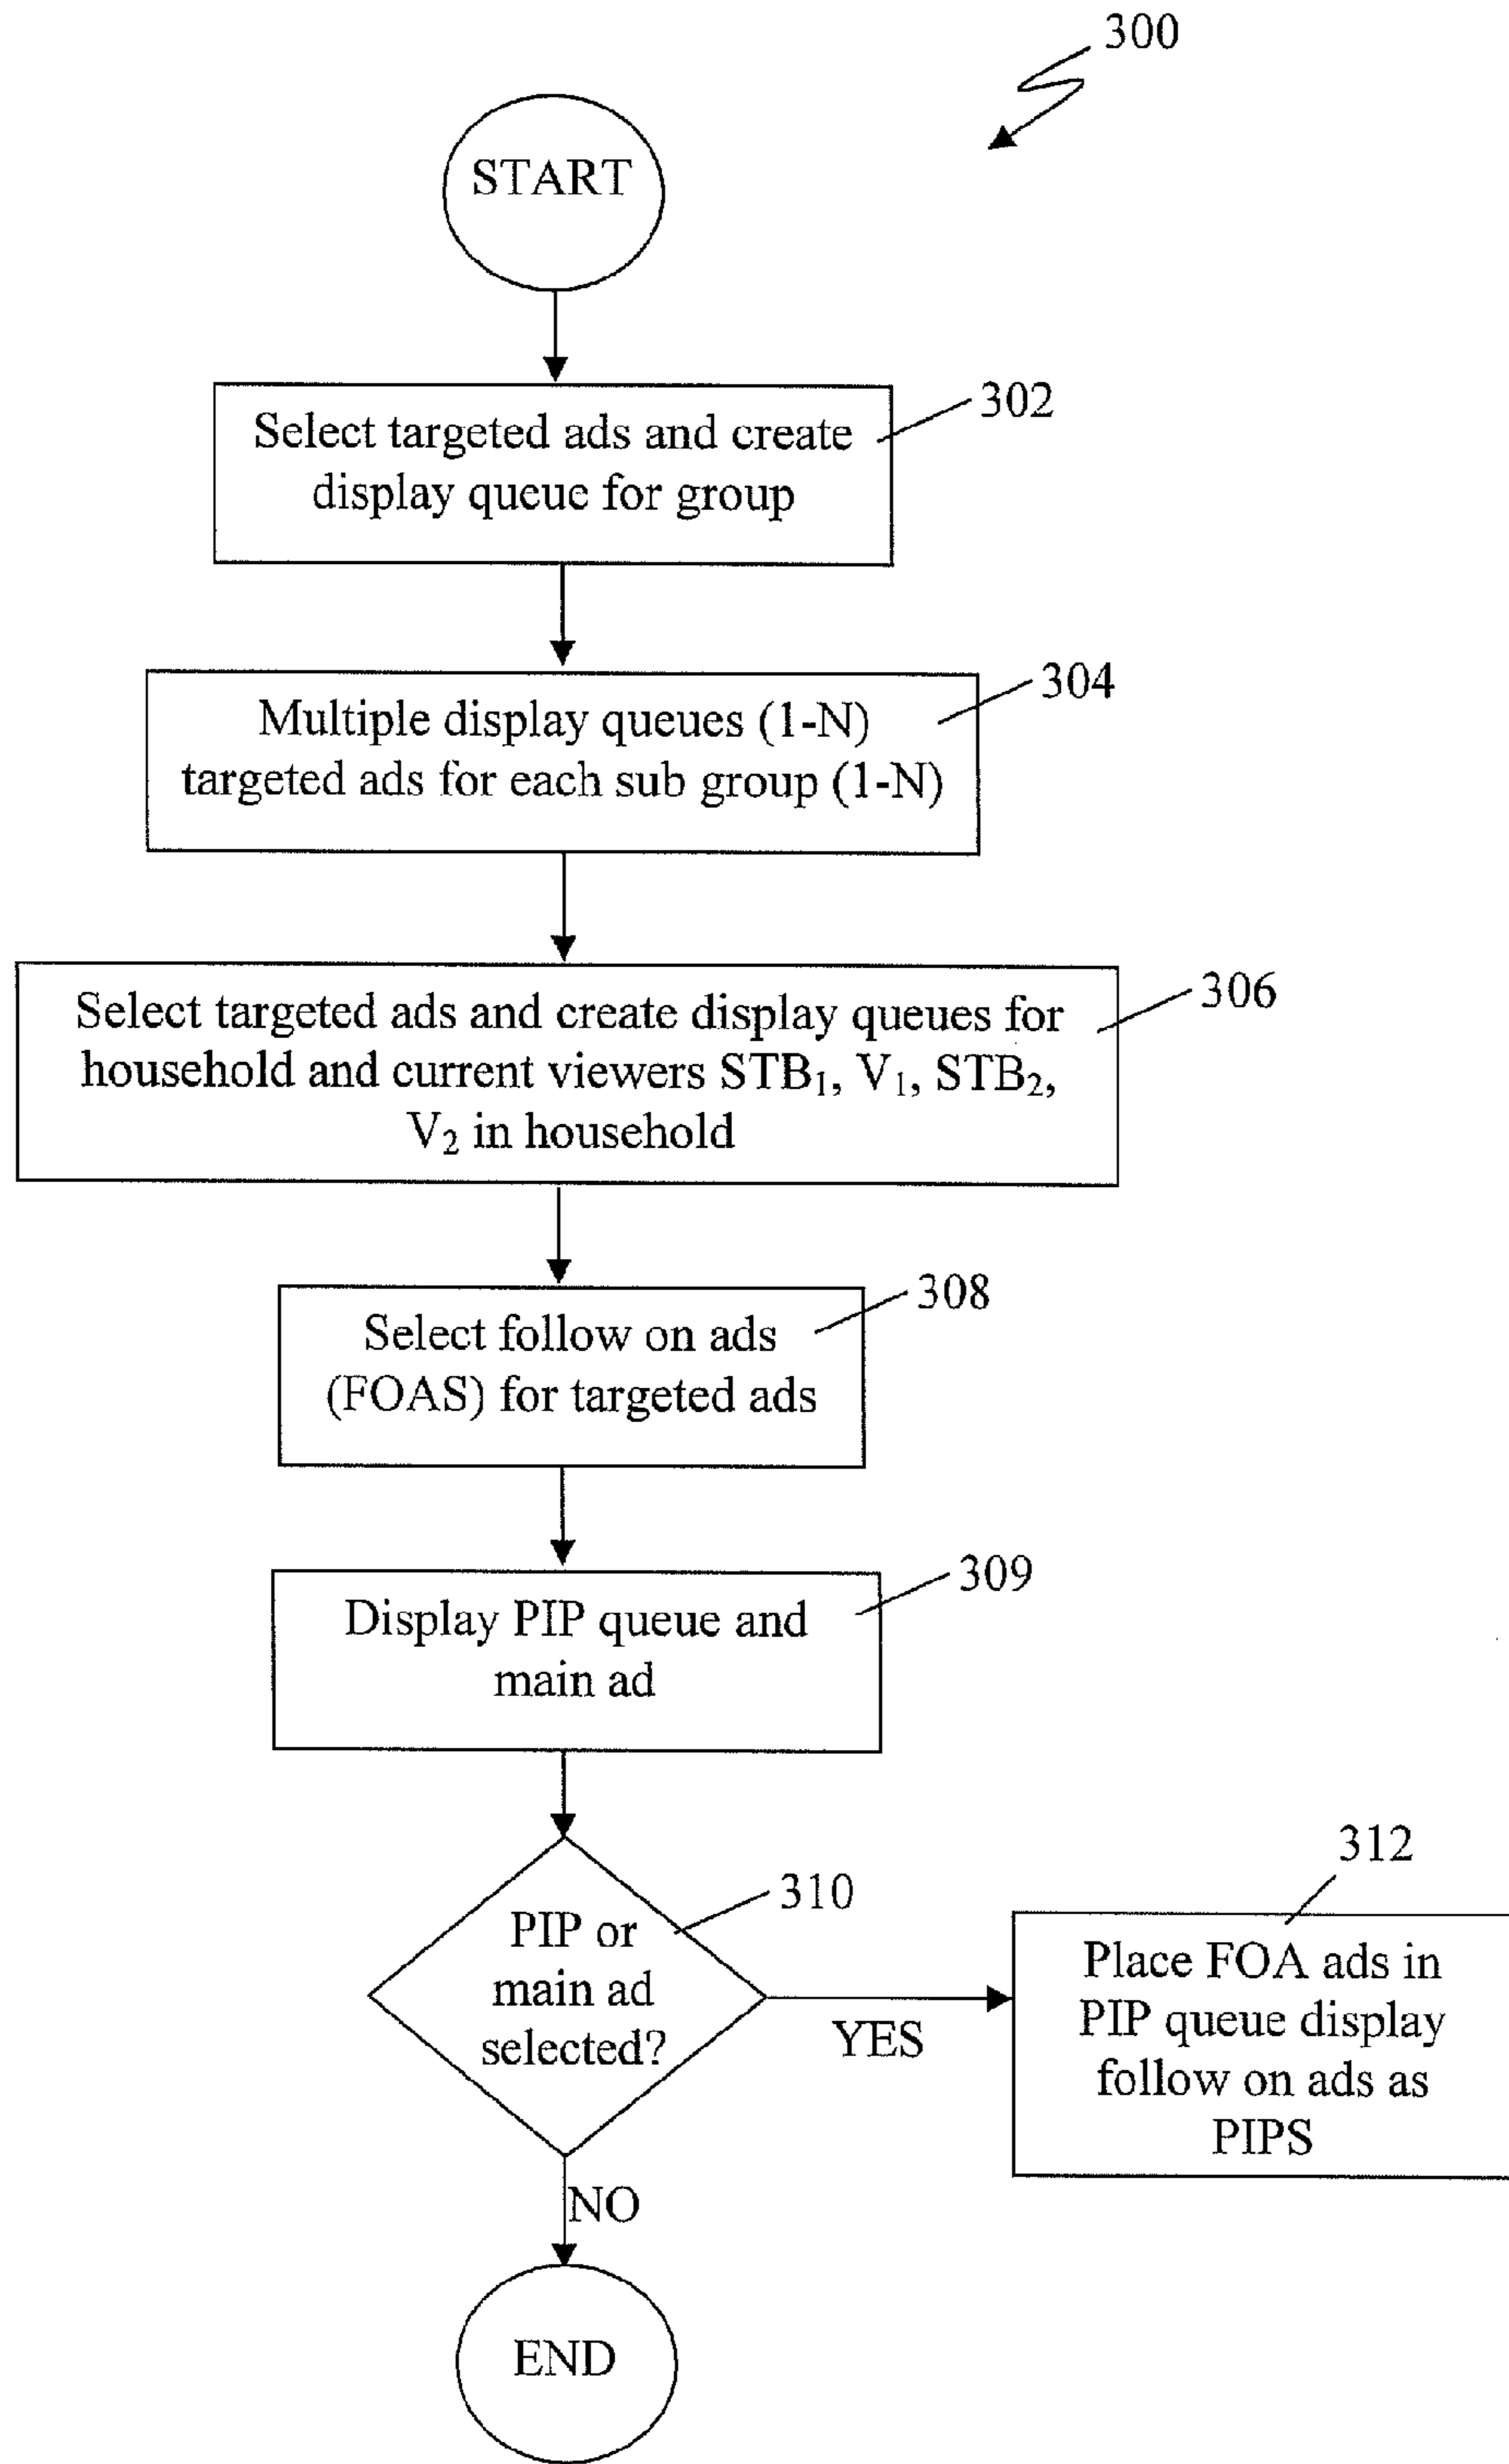 300
START
302
Select targeted ads and create
display queue for group
304
Multiple display queues (1-N)
targeted ads for each sub group (1-N)
306
Select targeted ads and create display queues for
household and current viewers STB₁, V₁, STB₂,
V₂ in household
308
Select follow on ads
(FOAS) for targeted ads
309
Display PIP queue and
main ad
310
PIP or
main ad
selected?
YES
312
Place FOA ads in
PIP queue display
follow on ads as
PIPS
NO
END